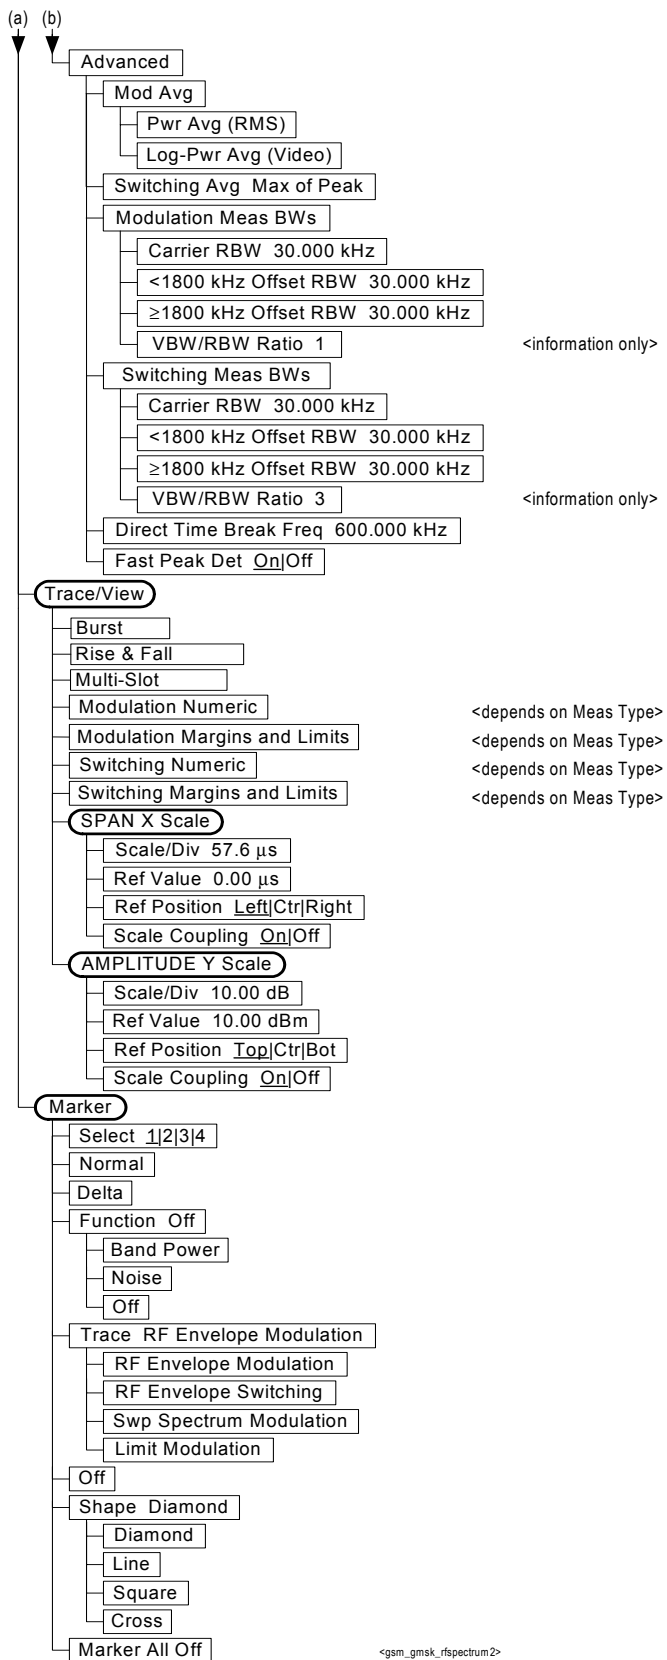 (a) (b)
Advanced
Mod Avg
Pwr Avg (RMS)
Log-Pwr Avg (Video)
Switching Avg Max of Peak
Modulation Meas BWs
Carrier RBW 30.000 kHz
<1800 kHz Offset RBW 30.000 kHz
≥1800 kHz Offset RBW 30.000 kHz
VBW/RBW Ratio 1 <information only>
Switching Meas BWs
Carrier RBW 30.000 kHz
<1800 kHz Offset RBW 30.000 kHz
≥1800 kHz Offset RBW 30.000 kHz
VBW/RBW Ratio 3 <information only>
Direct Time Break Freq 600.000 kHz
Fast Peak Det On|Off
Trace/View
Burst
Rise & Fall
Multi-Slot
Modulation Numeric <depends on Meas Type>
Modulation Margins and Limits <depends on Meas Type>
Switching Numeric <depends on Meas Type>
Switching Margins and Limits <depends on Meas Type>
SPAN X Scale
Scale/Div 57.6 μs
Ref Value 0.00 μs
Ref Position Left|Ctr|Right
Scale Coupling On|Off
AMPLITUDE Y Scale
Scale/Div 10.00 dB
Ref Value 10.00 dBm
Ref Position Top|Ctr|Bot
Scale Coupling On|Off
Marker
Select 1|2|3|4
Normal
Delta
Function Off
Band Power
Noise
Off
Trace RF Envelope Modulation
RF Envelope Modulation
RF Envelope Switching
Swp Spectrum Modulation
Limit Modulation
Off
Shape Diamond
Diamond
Line
Square
Cross
Marker All Off <gsm_gmsk_rfspectrum2>